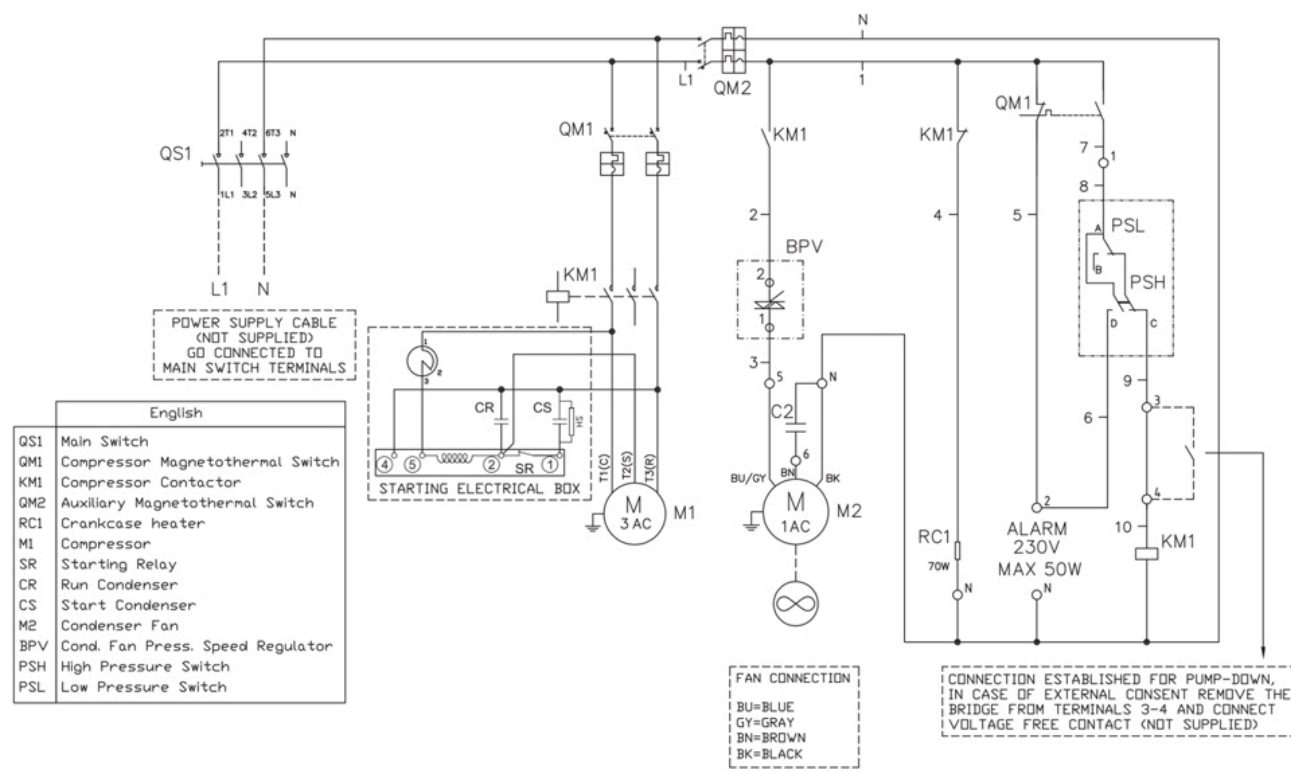 N
L1
QM2
1
QM1
KM1
KM1
QM1
2T1 4T2 6T3 N
QS1
1L1 3L2 5L3 N
7
1
8
2
4
5
A
PSL
B
PSH
D
C
BPV
2
1
KM1
L1 N
POWER SUPPLY CABLE
(NOT SUPPLIED)
GO CONNECTED TO
MAIN SWITCH TERMINALS
1
2
3
CR
CS
HS
4
5
2
SR
1
STARTING ELECTRICAL BOX
T1(C)
T2(S)
T3(R)
M
3 AC
M1
3
5
N
C2
6
BU/GY
BN
BK
M
1AC
M2
9
3
6
4
2
10
ALARM
230V
MAX 50W
KM1
RC1
70W
N
N
English
QS1 Main Switch
QM1 Compressor Magnetothermal Switch
KM1 Compressor Contactor
QM2 Auxiliary Magnetothermal Switch
RC1 Crankcase heater
M1 Compressor
SR Starting Relay
CR Run Condenser
CS Start Condenser
M2 Condenser Fan
BPV Cond. Fan Press. Speed Regulator
PSH High Pressure Switch
PSL Low Pressure Switch
FAN CONNECTION
BU=BLUE
GY=GRAY
BN=BROWN
BK=BLACK
CONNECTION ESTABLISHED FOR PUMP-DOWN,
IN CASE OF EXTERNAL CONSENT REMOVE THE
BRIDGE FROM TERMINALS 3-4 AND CONNECT
VOLTAGE FREE CONTACT (NOT SUPPLIED)